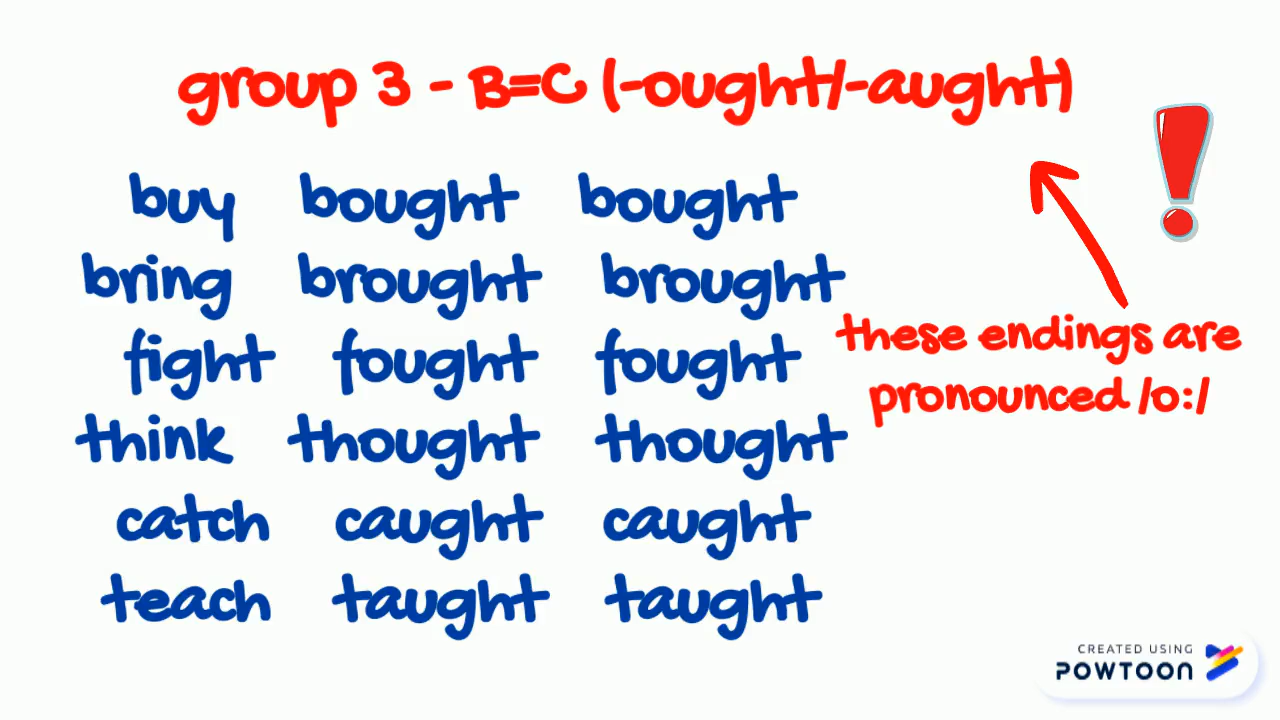 group 3 - B=C (-ought/-aught)
buy bought bought
bring brought brought
fight fought fought
think thought thought
catch caught caught
teach taught taught
these endings are
pronounced /o:/
CREATED USING
POWTOON